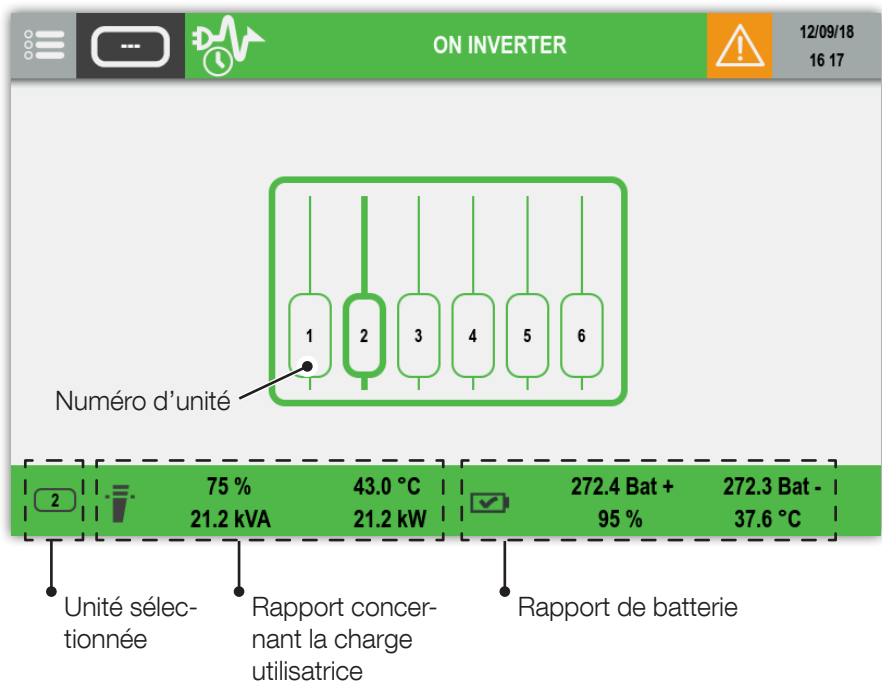 ---
ON INVERTER
12/09/18
16 17
1 2 3 4 5 6
Numéro d'unité
2
75 % 43.0 °C 272.4 Bat + 272.3 Bat -
21.2 kVA 21.2 kW 95 % 37.6 °C
Unité sélec-
tionnée
Rapport concer-
nant la charge
utilisatrice
Rapport de batterie